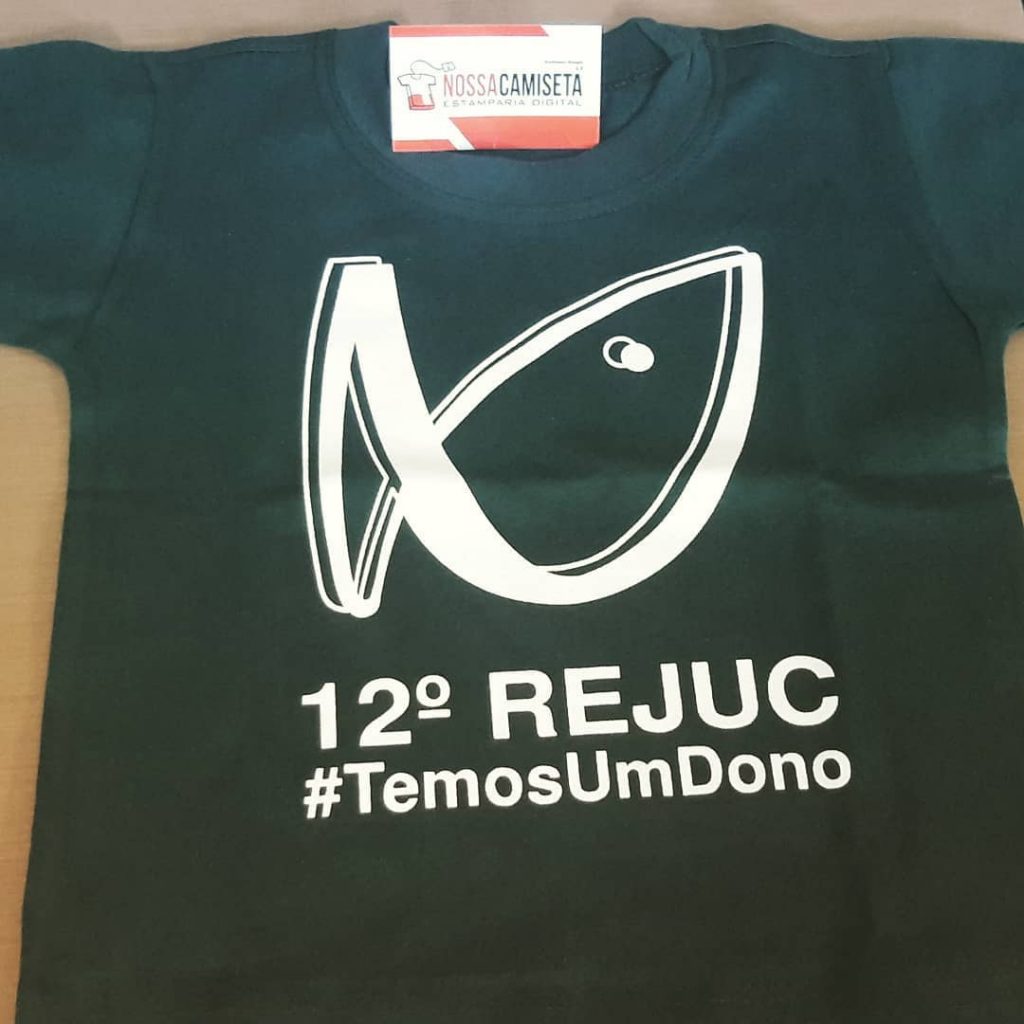 NOSSACAMISETA
ESTAMPARIA DIGITAL
12º REJUC
#TemosUmDono